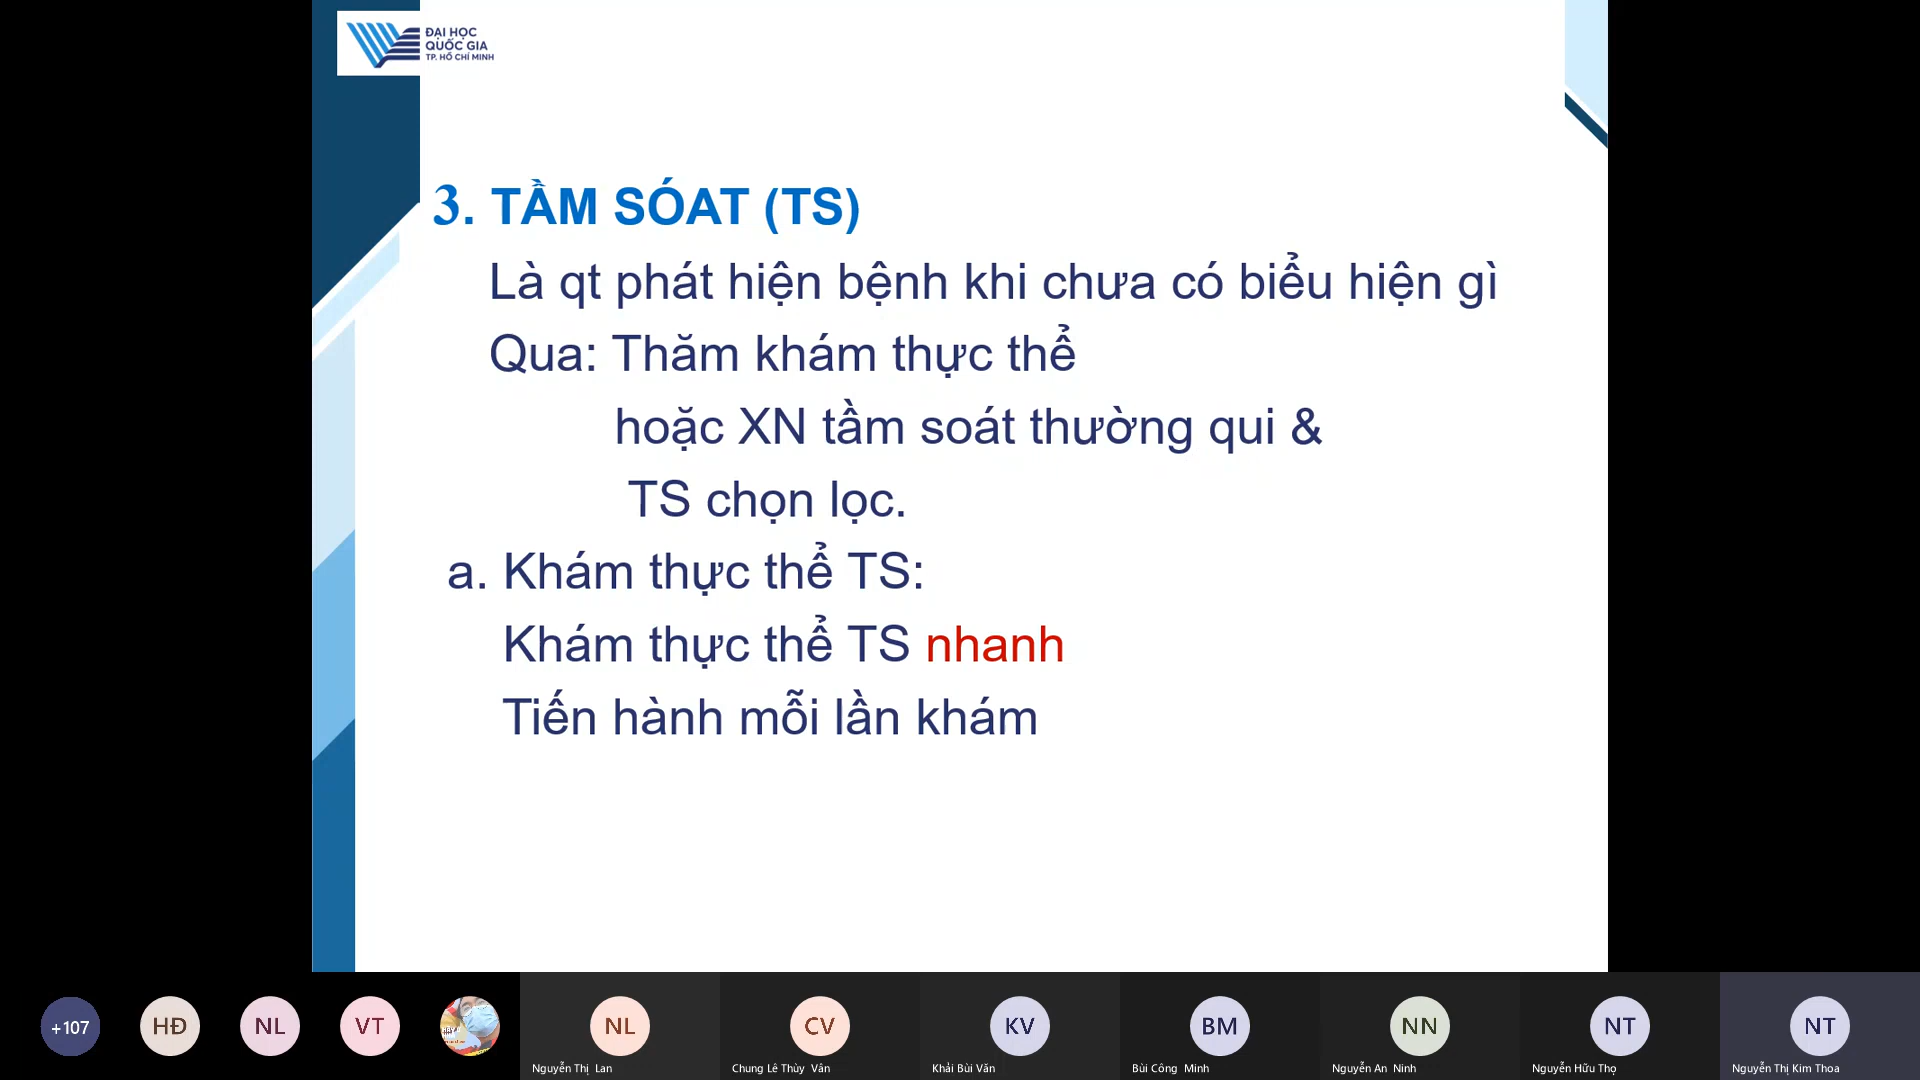 ĐẠI HỌC
QUỐC GIA
TP. HỒ CHÍ MINH
3. TẦM SÓAT (TS)
Là qt phát hiện bệnh khi chưa có biểu hiện gì
Qua: Thăm khám thực thể
hoặc XN tầm soát thường qui &
TS chọn lọc.
a. Khám thực thể TS:
Khám thực thể TS nhanh
Tiến hành mỗi lần khám
+107
HĐ
NL
VT
NL
CV
KV
BM
NN
NT
NT
Nguyễn Thị Lan
Chung Lê Thùy Vân
Khải Bùi Văn
Bùi Công Minh
Nguyễn An Ninh
Nguyễn Hữu Thọ
Nguyễn Thị Kim Thoa